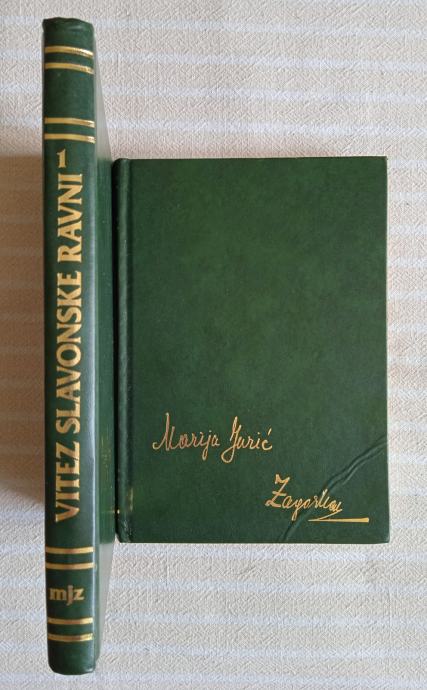 VITEZ SLAVONSKE RAVNI 1
mjz
Marija Jurić
Zagorka